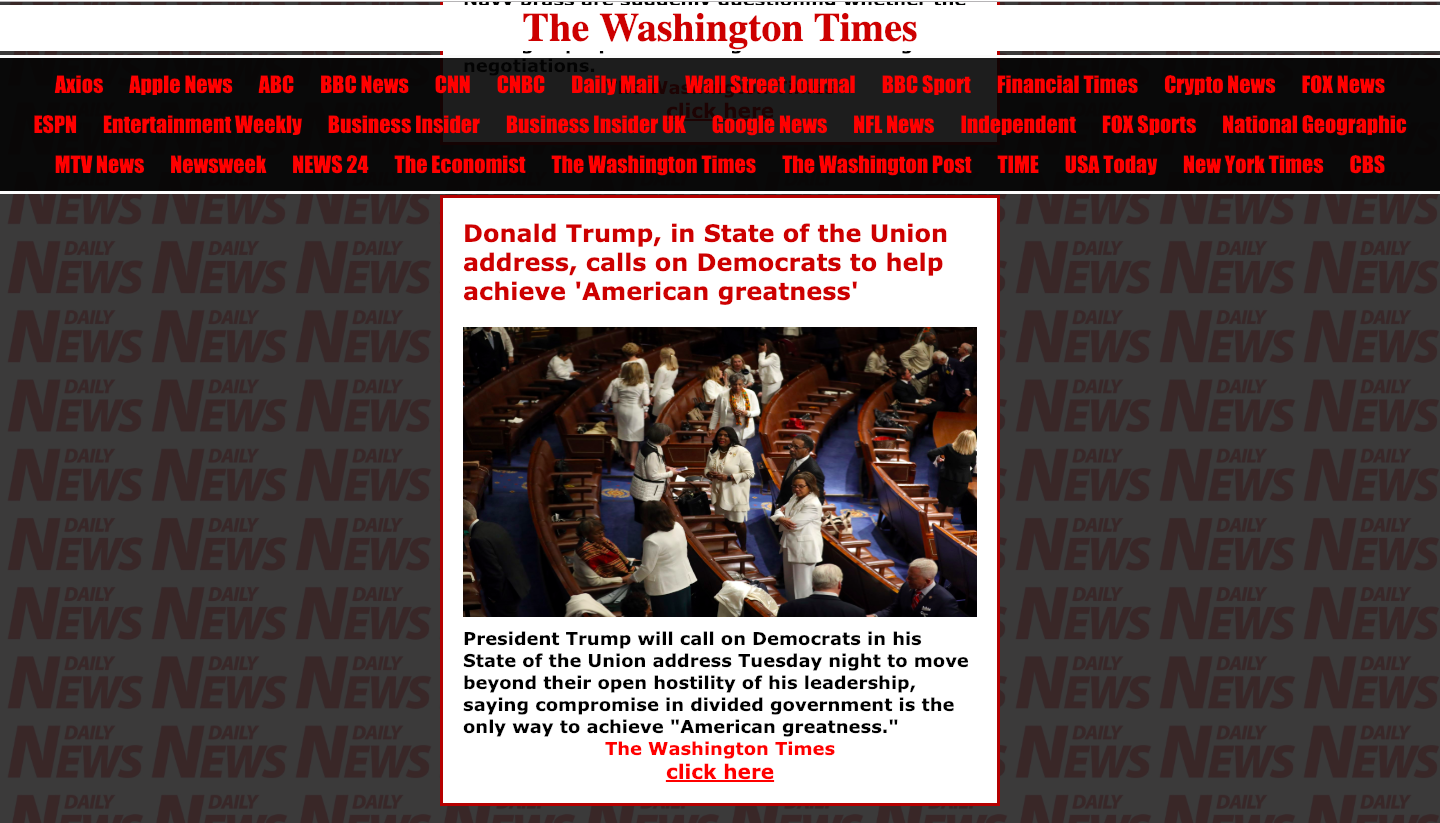 The Washington Times
negotiations.
click here
Axios Apple News ABC BBC News CNN CNBC Daily Mail Wall Street Journal BBC Sport Financial Times Crypto News FOX News
ESPN Entertainment Weekly Business Insider Business Insider UK Google News NFL News Independent FOX Sports National Geographic
MTV News Newsweek NEWS 24 The Economist The Washington Times The Washington Post TIME USA Today New York Times CBS
DAILY NEWS
Donald Trump, in State of the Union
address, calls on Democrats to help
achieve 'American greatness'
President Trump will call on Democrats in his
State of the Union address Tuesday night to move
beyond their open hostility of his leadership,
saying compromise in divided government is the
only way to achieve "American greatness."
The Washington Times
click here